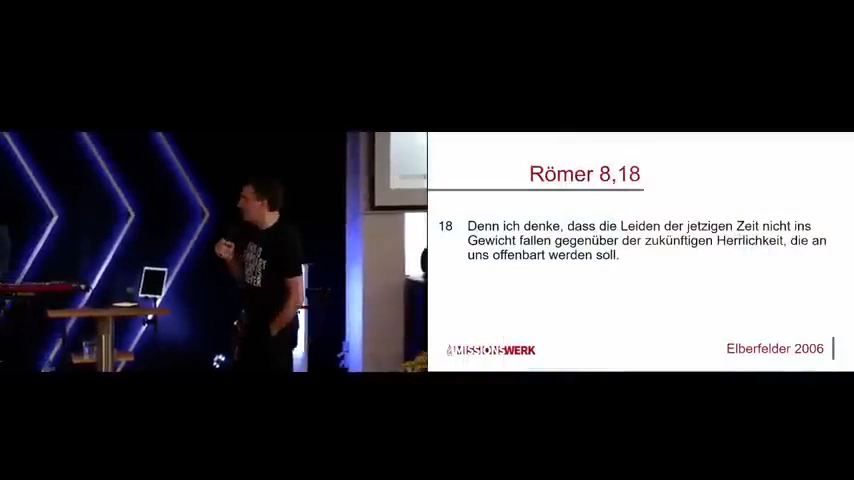 Römer 8,18
18 Denn ich denke, dass die Leiden der jetzigen Zeit nicht ins
Gewicht fallen gegenüber der zukünftigen Herrlichkeit, die an
uns offenbart werden soll.
MISSIONSWERK
Elberfelder 2006